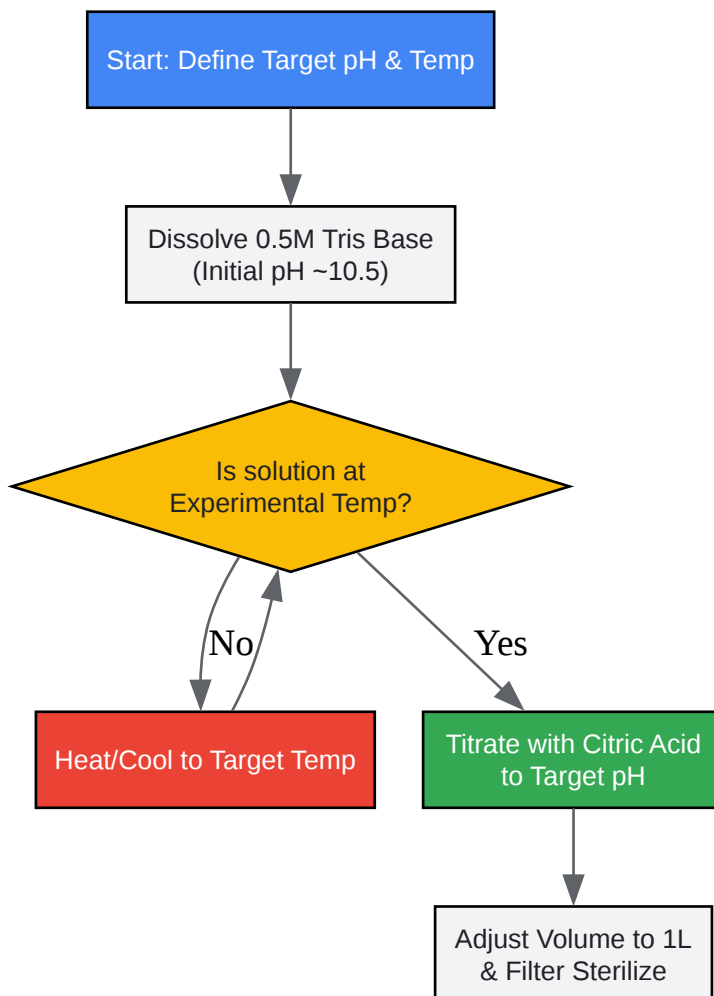 Start: Define Target pH & Temp
Dissolve 0.5M Tris Base
(Initial pH ~10.5)
Is solution at
Experimental Temp?
No
Yes
Heat/Cool to Target Temp
Titrate with Citric Acid
to Target pH
Adjust Volume to 1L
& Filter Sterilize